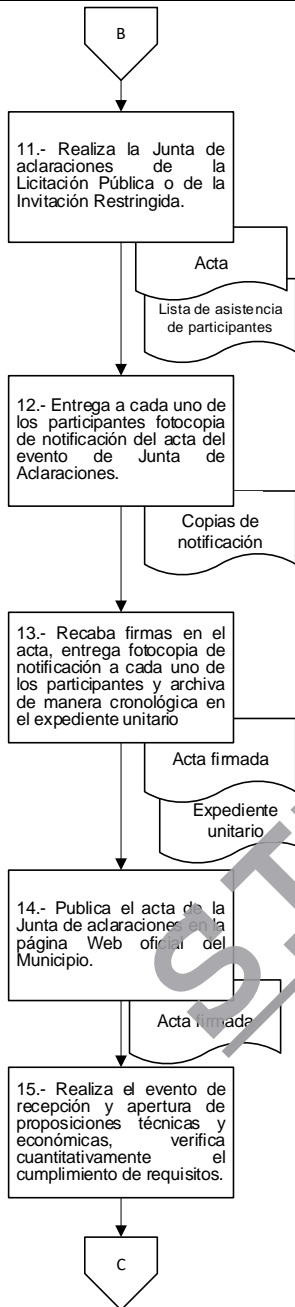 B
11.- Realiza la Junta de
aclaraciones de la
Licitación Pública o de la
Invitación Restringida.
Acta
Lista de asistencia
de participantes
12.- Entrega a cada uno de
los participantes fotocopia
de notificación del acta del
evento de Junta de
Aclaraciones.
Copias de
notificación
13.- Recaba firmas en el
acta, entrega fotocopia de
notificación a cada uno de
los participantes y archiva
de manera cronológica en
el expediente unitario
Acta firmada
Expediente
unitario
14.- Publica el acta de la
Junta de aclaraciones en la
página Web oficial del
Municipio.
Acta firmada
15.- Realiza el evento de
recepción y apertura de
proposiciones técnicas y
económicas, verifica
cuantitativamente el
cumplimiento de requisitos.
C